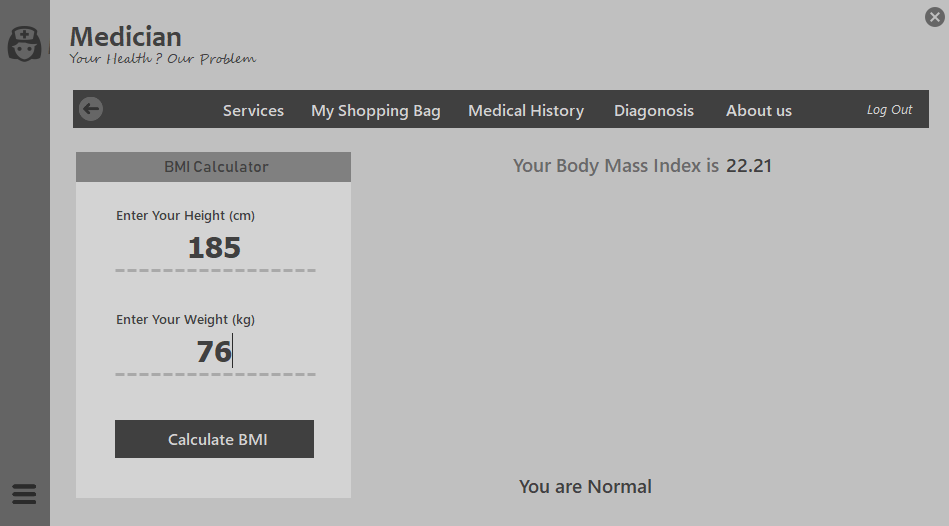 Medician
Your Health ? Our Problem
Services My Shopping Bag Medical History Diagonosis About us Log Out
BMI Calculator
Enter Your Height (cm)
185
Enter Your Weight (kg)
76
Calculate BMI
Your Body Mass Index is 22.21
You are Normal